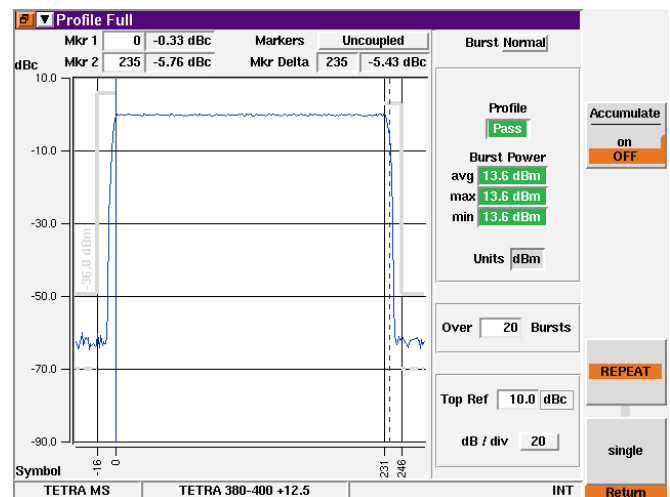 Profile Full
Mkr 1 0 -0.33 dBc Markers Uncoupled
Mkr 2 235 -5.76 dBc Mkr Delta 235 -5.43 dBc
dBc
10.0
-10.0
-30.0
-50.0
-70.0
-90.0
-36.0 dBm
Symbol
-16
0
231
246
Burst Normal
Profile
Pass
Burst Power
avg 13.6 dBm
max 13.6 dBm
min 13.6 dBm
Units dBm
Over 20 Bursts
Top Ref 10.0 dBc
dB / div 20
Accumulate
on
OFF
REPEAT
single
Return
TETRA MS TETRA 380-400 +12.5 INT